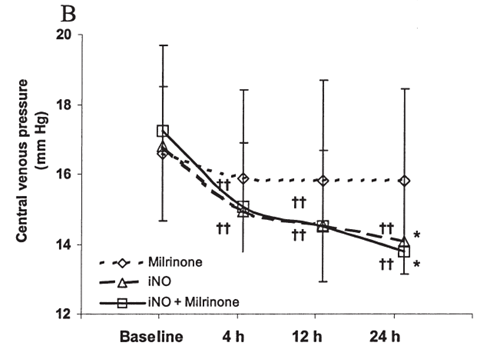 B
Central venous pressure
(mm Hg)
20
18
16
14
12
††
††
††
††
††
*
††
*
Milrinone
iNO
iNO + Milrinone
Baseline
4 h
12 h
24 h